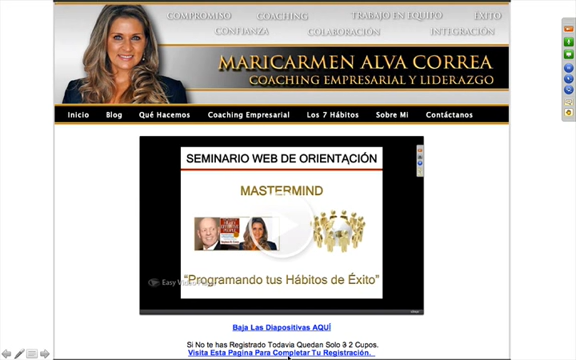 COMPROMISO COACHING TRABAJO EN EQUIPO ÉXITO
CONFIANZA COLABORACIÓN INTEGRACIÓN
MARICARMEN ALVA CORREA
COACHING EMPRESARIAL Y LIDERAZGO
Inicio Blog Qué Hacemos Coaching Empresarial Los 7 Hábitos Sobre Mi Contáctanos
SEMINARIO WEB DE ORIENTACIÓN
MASTERMIND
"Programando tus Hábitos de Éxito"
Baja Las Diapositivas AQUÍ
Si No te has Registrado Todavia Quedan Solo 3 2 Cupos.
Visita Esta Pagina Para Completar Tu Registración.